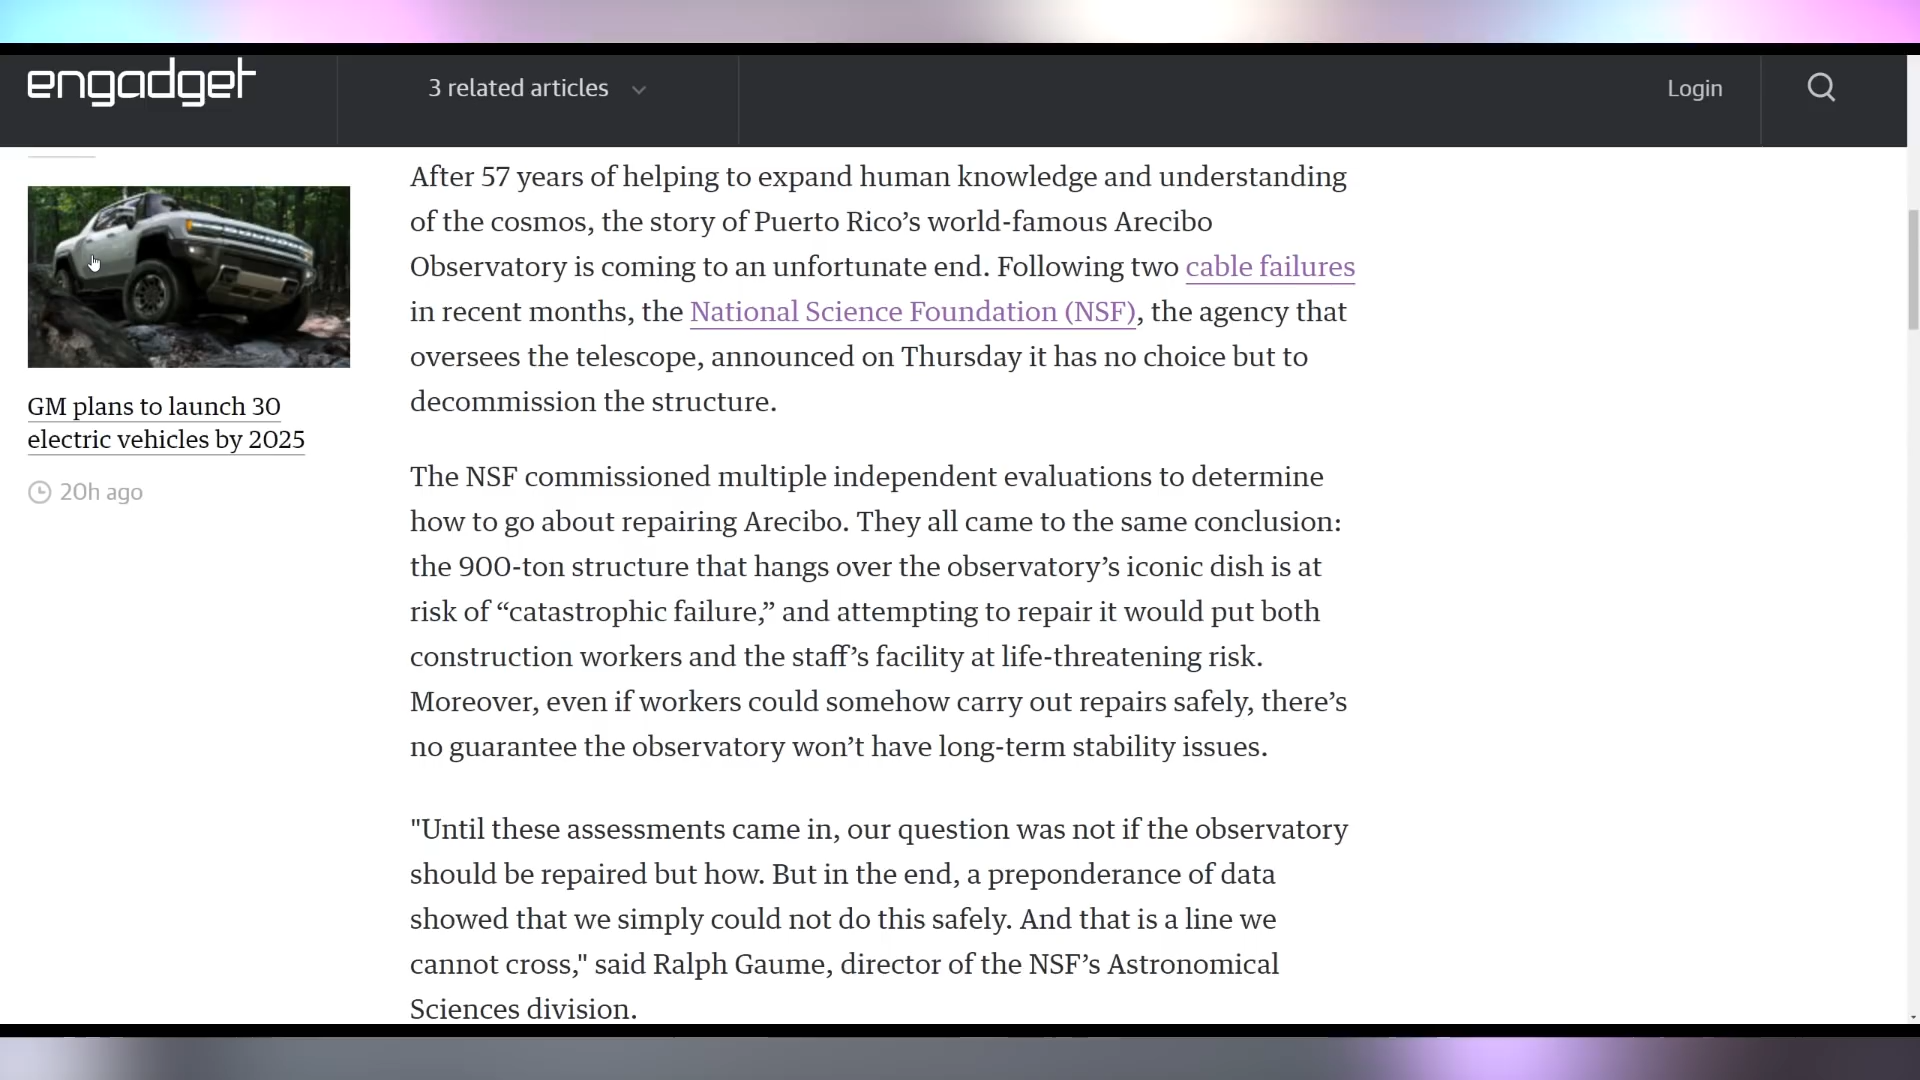 engadget
3 related articles
Login
GM plans to launch 30
electric vehicles by 2025
20h ago
After 57 years of helping to expand human knowledge and understanding
of the cosmos, the story of Puerto Rico’s world-famous Arecibo
Observatory is coming to an unfortunate end. Following two cable failures
in recent months, the National Science Foundation (NSF), the agency that
oversees the telescope, announced on Thursday it has no choice but to
decommission the structure.
The NSF commissioned multiple independent evaluations to determine
how to go about repairing Arecibo. They all came to the same conclusion:
the 900-ton structure that hangs over the observatory’s iconic dish is at
risk of “catastrophic failure,” and attempting to repair it would put both
construction workers and the staff’s facility at life-threatening risk.
Moreover, even if workers could somehow carry out repairs safely, there’s
no guarantee the observatory won’t have long-term stability issues.
"Until these assessments came in, our question was not if the observatory
should be repaired but how. But in the end, a preponderance of data
showed that we simply could not do this safely. And that is a line we
cannot cross," said Ralph Gaume, director of the NSF’s Astronomical
Sciences division.